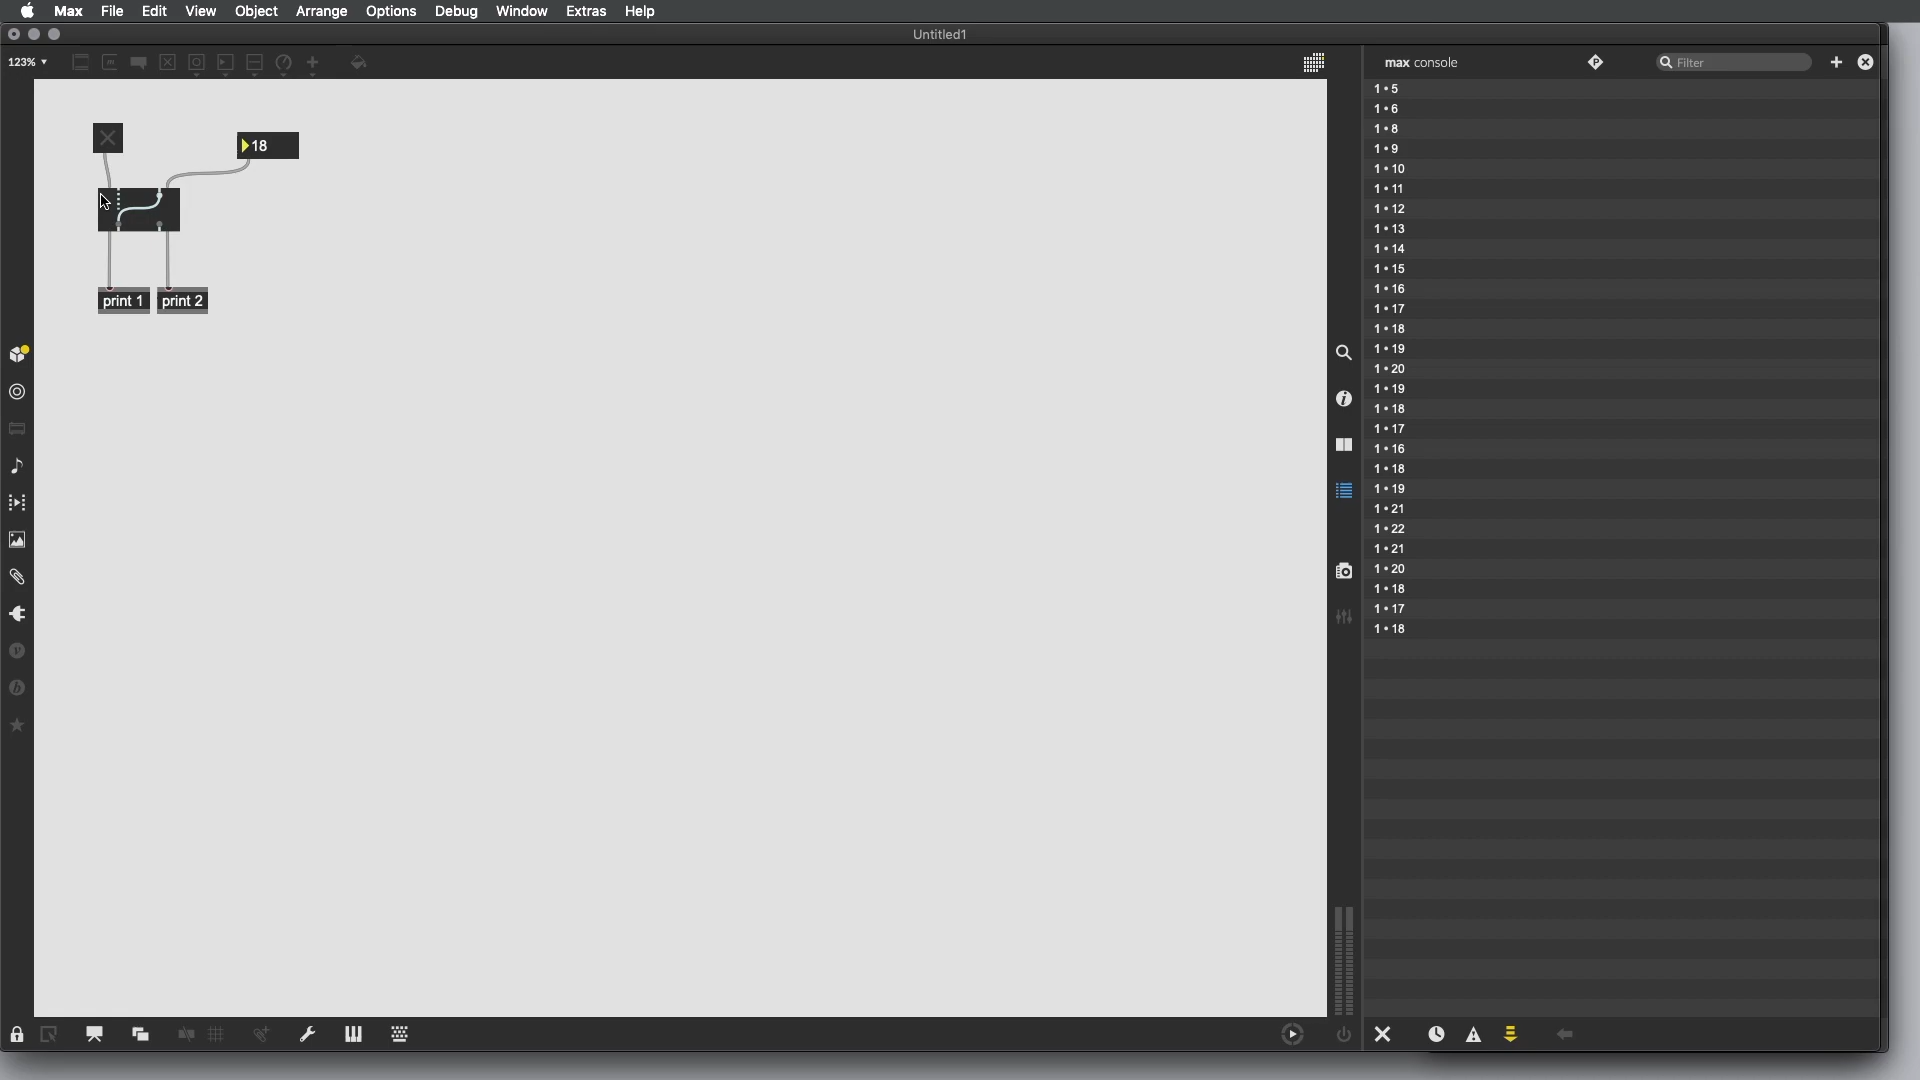 Max File Edit View Object Arrange Options Debug Window Extras Help
Untitled1
123%
max console
Filter
18
print 1
print 2
1 • 5
1 • 6
1 • 8
1 • 9
1 • 10
1 • 11
1 • 12
1 • 13
1 • 14
1 • 15
1 • 16
1 • 17
1 • 18
1 • 19
1 • 20
1 • 19
1 • 18
1 • 17
1 • 16
1 • 18
1 • 19
1 • 21
1 • 22
1 • 21
1 • 20
1 • 18
1 • 17
1 • 18